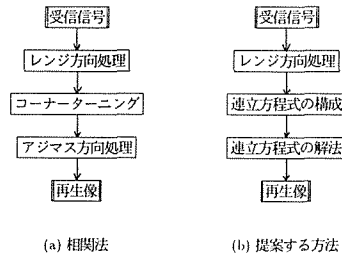 受信信号
レンジ方向処理
コーナーターニング
アジマス方向処理
再生像
(a) 相関法
受信信号
レンジ方向処理
連立方程式の構成
連立方程式の解法
再生像
(b) 提案する方法